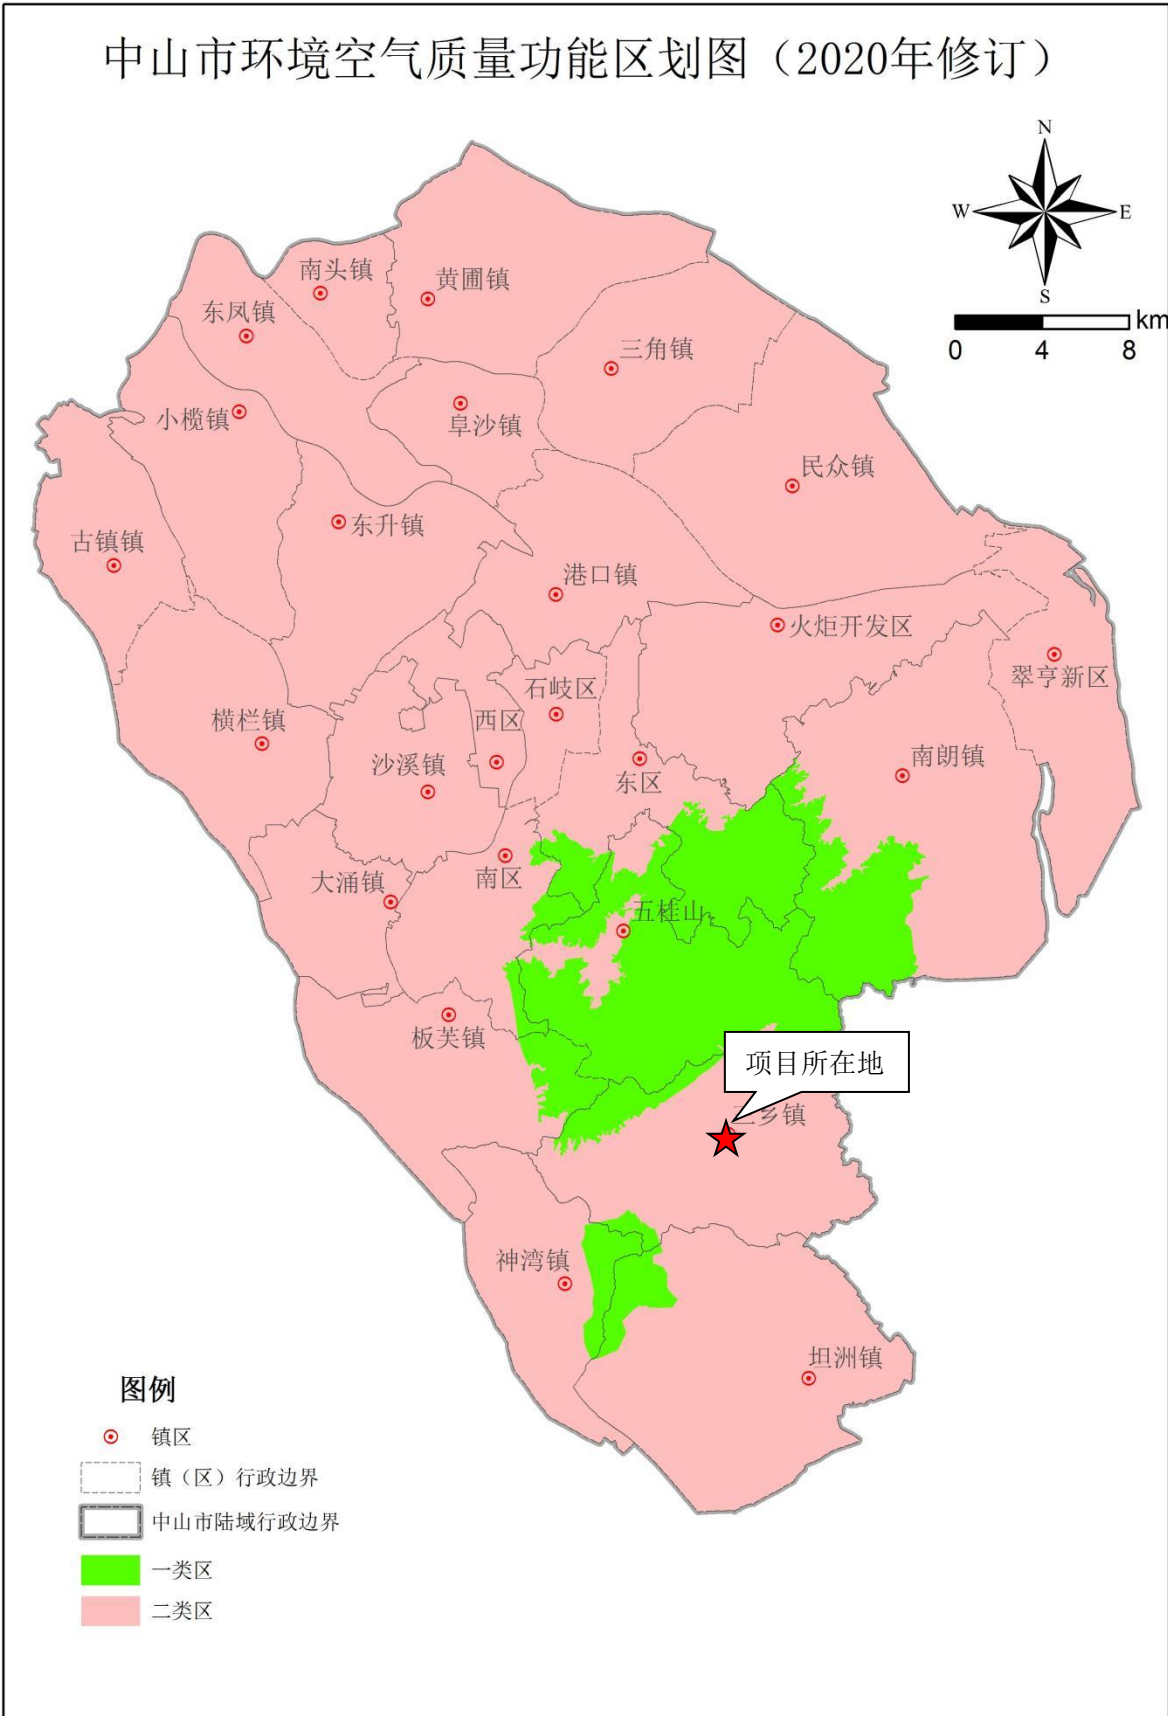 中山市环境空气质量功能区划图（2020年修订）
N
W
E
S
km
0
4
8
南头镇
黄圃镇
东凤镇
三角镇
小榄镇
阜沙镇
民众镇
东升镇
古镇镇
港口镇
火炬开发区
翠亨新区
石岐区
横栏镇
西区
沙溪镇
东区
南朗镇
南区
大涌镇
五桂山
板芙镇
项目所在地
三乡镇
神湾镇
坦洲镇
图例
镇区
镇（区）行政边界
中山市陆域行政边界
一类区
二类区